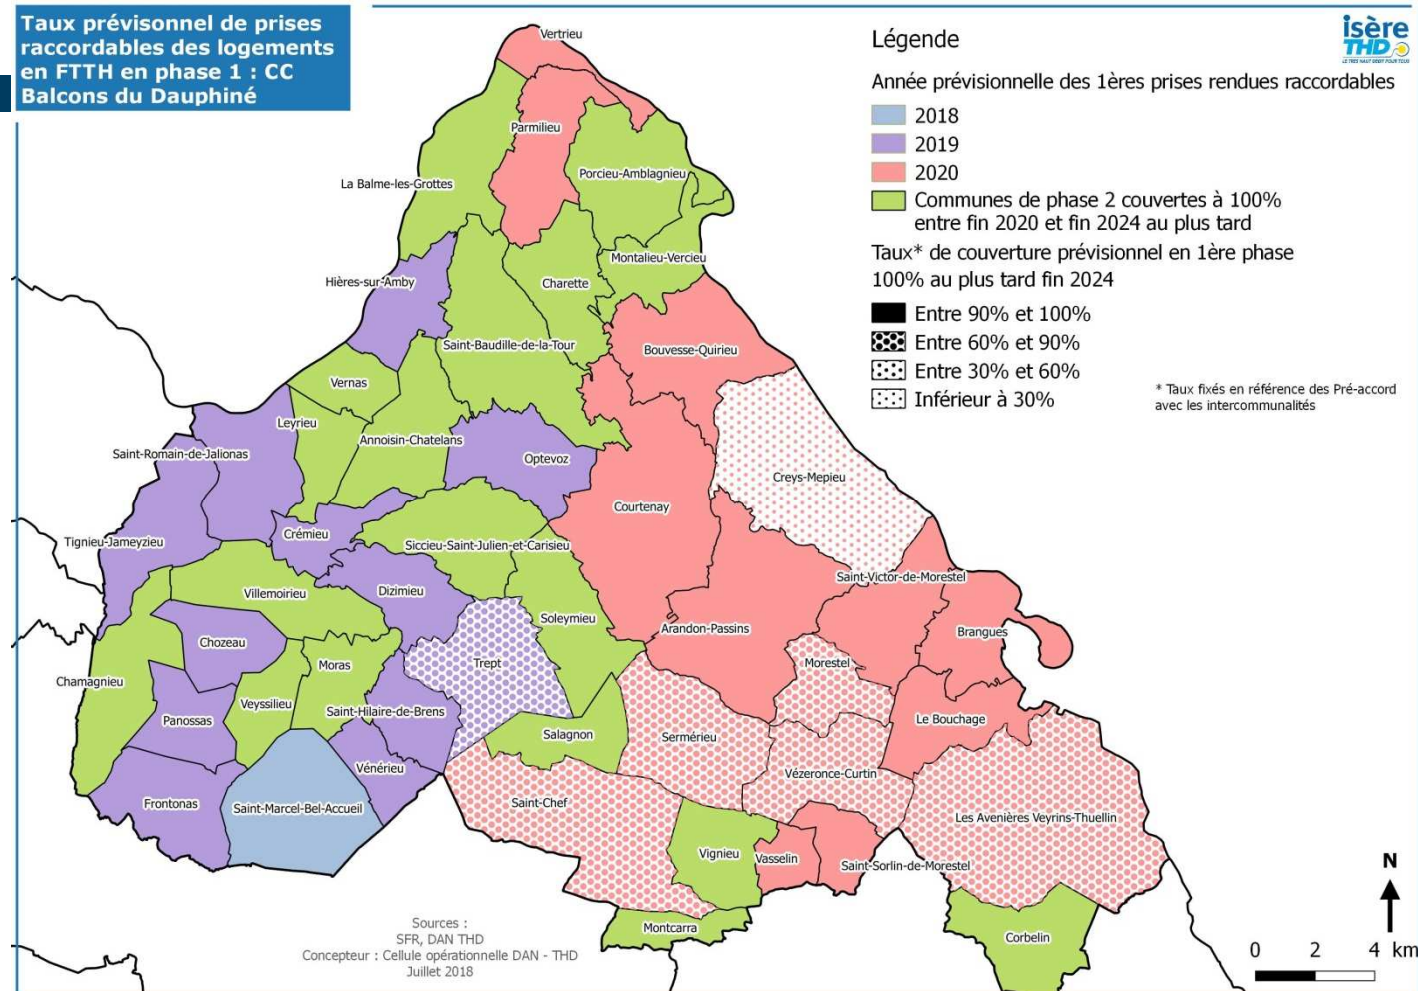 Taux prévisonnel de prises
raccordables des logements
en FTTH en phase 1 : CC
Balcons du Dauphiné
isère
THD
LE TRES HAUT DEBIT POUR TOUS
Légende
Année prévisionnelle des 1ères prises rendues raccordables
2018
2019
2020
Communes de phase 2 couvertes à 100%
entre fin 2020 et fin 2024 au plus tard
Taux* de couverture prévisionnel en 1ère phase
100% au plus tard fin 2024
Entre 90% et 100%
Entre 60% et 90%
Entre 30% et 60%
Inférieur à 30%
* Taux fixés en référence des Pré-accord
avec les intercommunalités
Vertrieu
Parmilieu
Porcieu-Amblagnieu
La Balme-les-Grottes
Montalieu-Vercieu
Hières-sur-Amby
Charette
Saint-Baudille-de-la-Tour
Bouvesse-Quirieu
Vernas
Leyrieu
Annoisin-Chatelans
Saint-Romain-de-Jalionas
Optevoz
Creys-Mepieu
Courtenay
Crémieu
Tignieu-Jameyzieu
Siccieu-Saint-Julien-et-Carisieu
Saint-Victor-de-Morestel
Villemoirieu
Dizimieu
Soleymieu
Arandon-Passins
Brangues
Chozeau
Moras
Trept
Morestel
Chamagnieu
Veyssilieu
Saint-Hilaire-de-Brens
Panossas
Le Bouchage
Salagnon
Sermérieu
Vénérieu
Vézeronce-Curtin
Frontonas
Saint-Marcel-Bel-Accueil
Saint-Chef
Les Avenières Veyrins-Thuellin
Vignieu
Vasselin
Saint-Sorlin-de-Morestel
Montcarra
Corbelin
Sources :
SFR, DAN THD
Concepteur : Cellule opérationnelle DAN - THD
Juillet 2018
N
0 2 4 km